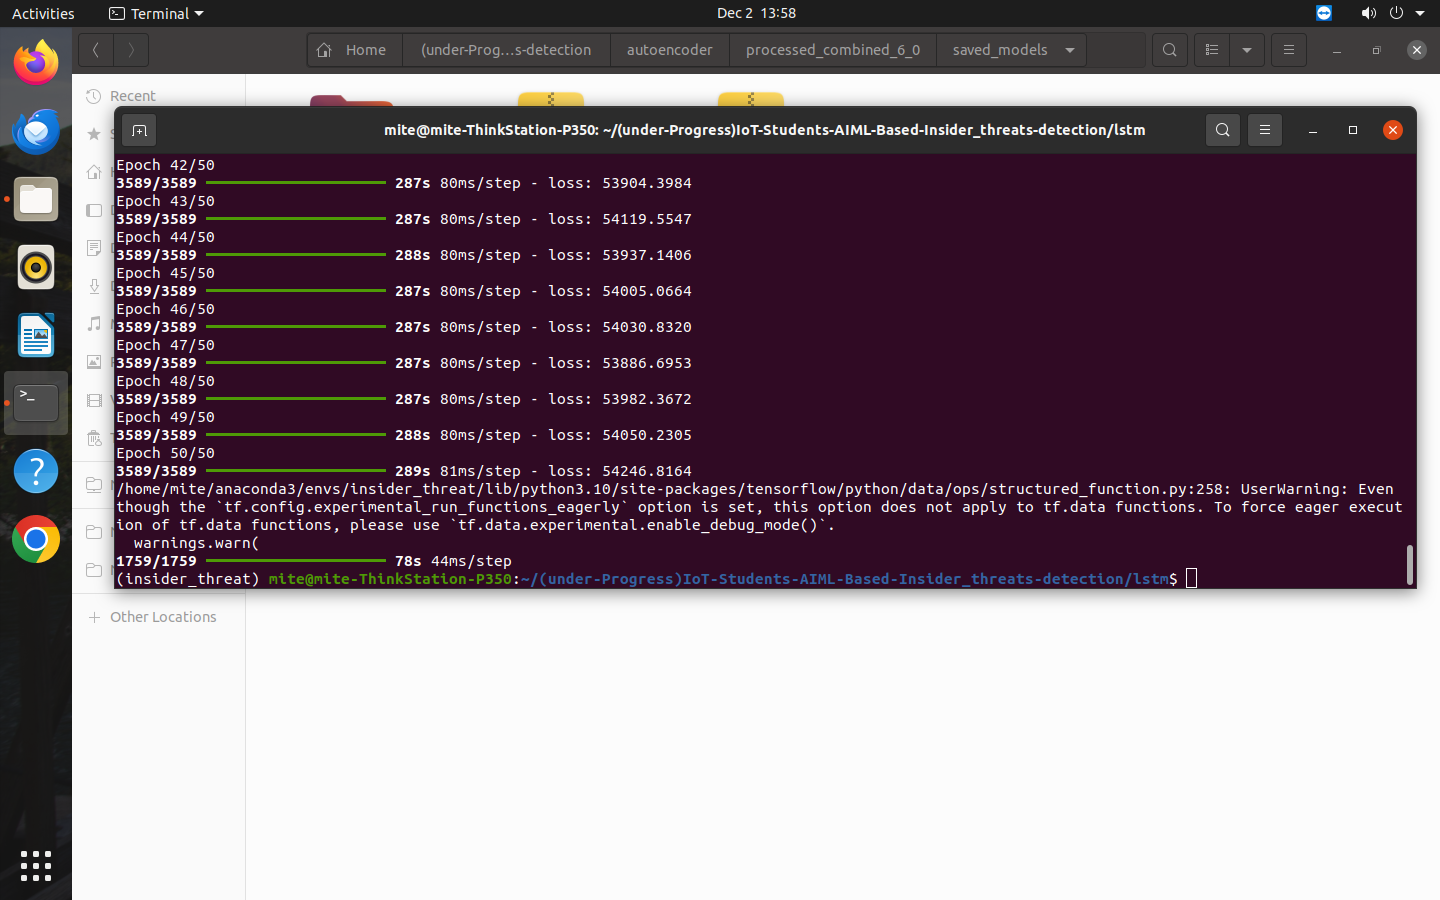 Activities
Terminal
Dec 2 13:58
Home
(under-Prog...s-detection
autoencoder
processed_combined_6_0
saved_models
Recent
mite@mite-ThinkStation-P350: ~/(under-Progress)IoT-Students-AIML-Based-Insider_threats-detection/lstm
Epoch 42/50
3589/3589 287s 80ms/step - loss: 53904.3984
Epoch 43/50
3589/3589 287s 80ms/step - loss: 54119.5547
Epoch 44/50
3589/3589 288s 80ms/step - loss: 53937.1406
Epoch 45/50
3589/3589 287s 80ms/step - loss: 54005.0664
Epoch 46/50
3589/3589 287s 80ms/step - loss: 54030.8320
Epoch 47/50
3589/3589 287s 80ms/step - loss: 53886.6953
Epoch 48/50
3589/3589 287s 80ms/step - loss: 53982.3672
Epoch 49/50
3589/3589 288s 80ms/step - loss: 54050.2305
Epoch 50/50
3589/3589 289s 81ms/step - loss: 54246.8164
/home/mite/anaconda3/envs/insider_threat/lib/python3.10/site-packages/tensorflow/python/data/ops/structured_function.py:258: UserWarning: Even
though the `tf.config.experimental_run_functions_eagerly` option is set, this option does not apply to tf.data functions. To force eager execut
ion of tf.data functions, please use `tf.data.experimental.enable_debug_mode()`.
warnings.warn(
1759/1759 78s 44ms/step
(insider_threat) mite@mite-ThinkStation-P350:~/(under-Progress)IoT-Students-AIML-Based-Insider_threats-detection/lstm$
Other Locations